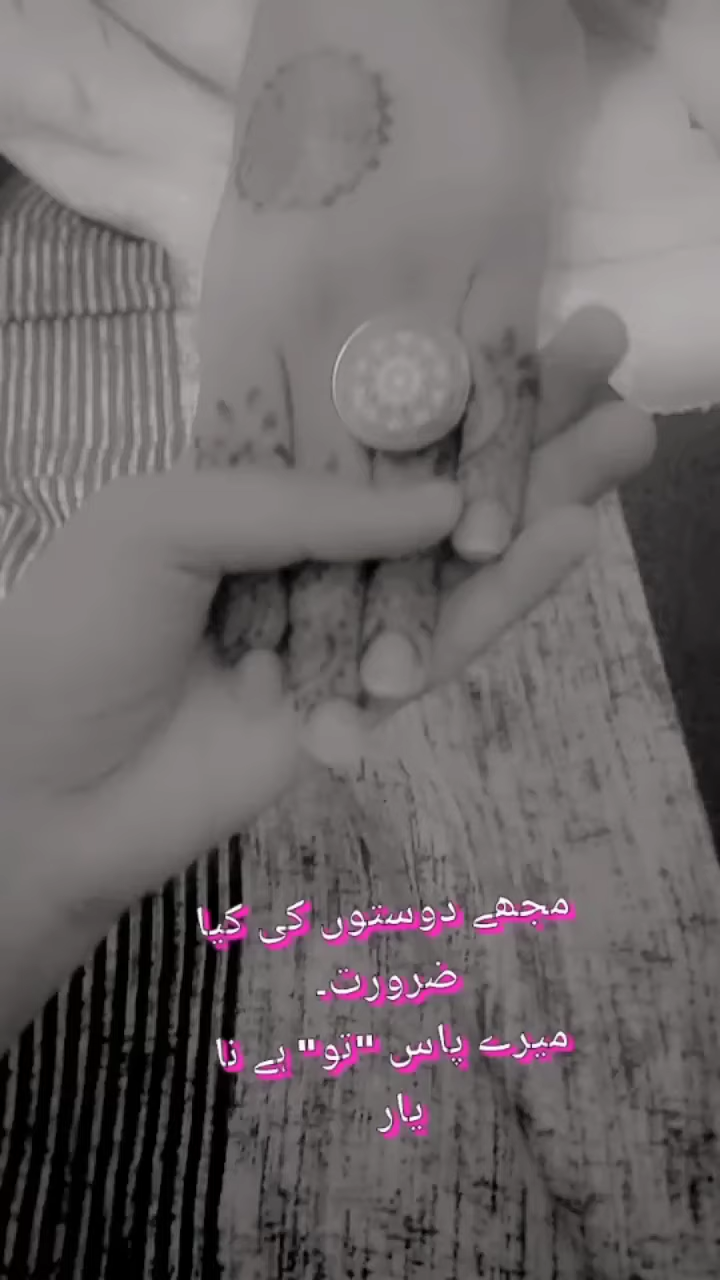 مجھے دوستوں کی کیا
ضرورت۔
میرے پاس "تو" ہے نا
یار